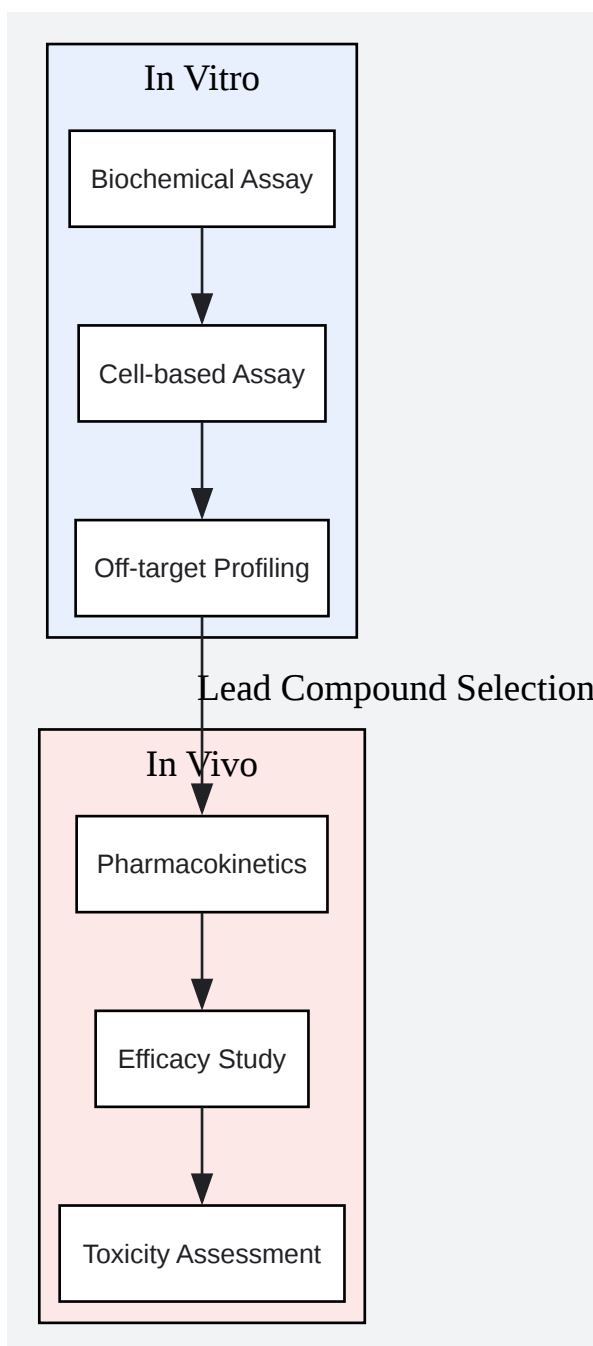 In Vitro
Biochemical Assay
Cell-based Assay
Off-target Profiling
Lead Compound Selection
In Vivo
Pharmacokinetics
Efficacy Study
Toxicity Assessment